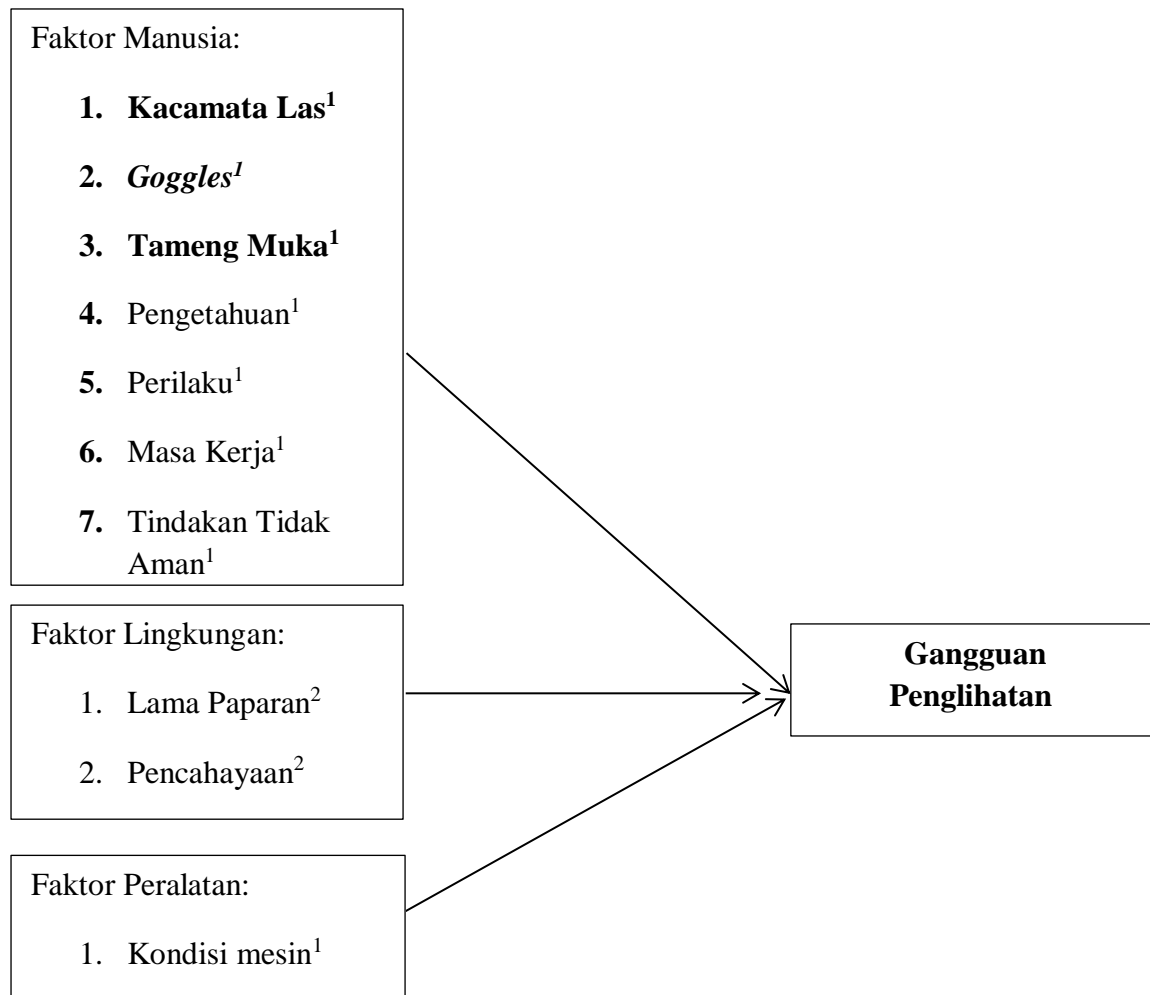 Faktor Manusia:
1. Kacamata Las¹
2. Goggles¹
3. Tameng Muka¹
4. Pengetahuan¹
5. Perilaku¹
6. Masa Kerja¹
7. Tindakan Tidak
Aman¹
Faktor Lingkungan:
1. Lama Paparan²
2. Pencahayaan²
Faktor Peralatan:
1. Kondisi mesin¹
Gangguan
Penglihatan